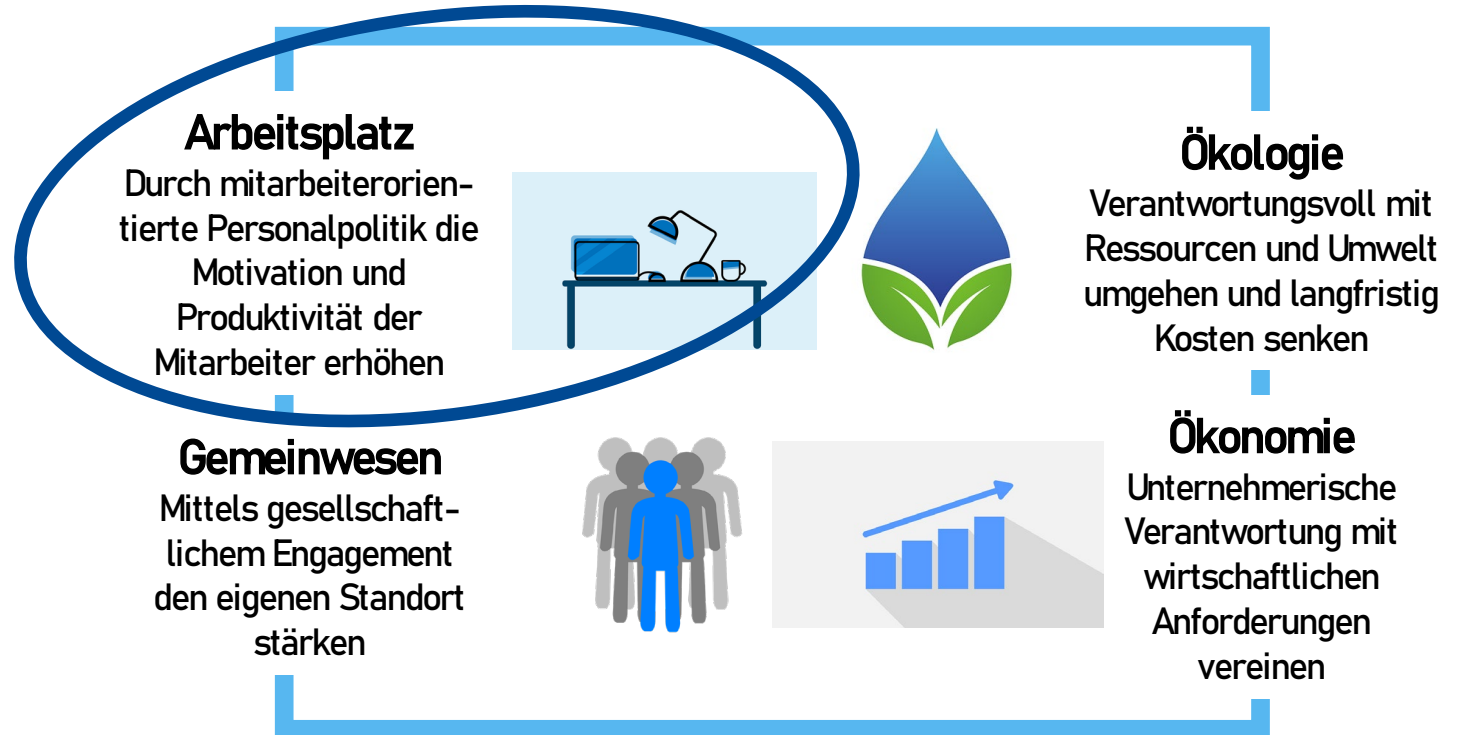 Arbeitsplatz
Durch mitarbeiterorien-
tierte Personalpolitik die
Motivation und
Produktivität der
Mitarbeiter erhöhen
Ökologie
Verantwortungsvoll mit
Ressourcen und Umwelt
umgehen und langfristig
Kosten senken
Gemeinwesen
Mittels gesellschaft-
lichem Engagement
den eigenen Standort
stärken
Ökonomie
Unternehmerische
Verantwortung mit
wirtschaftlichen
Anforderungen
vereinen